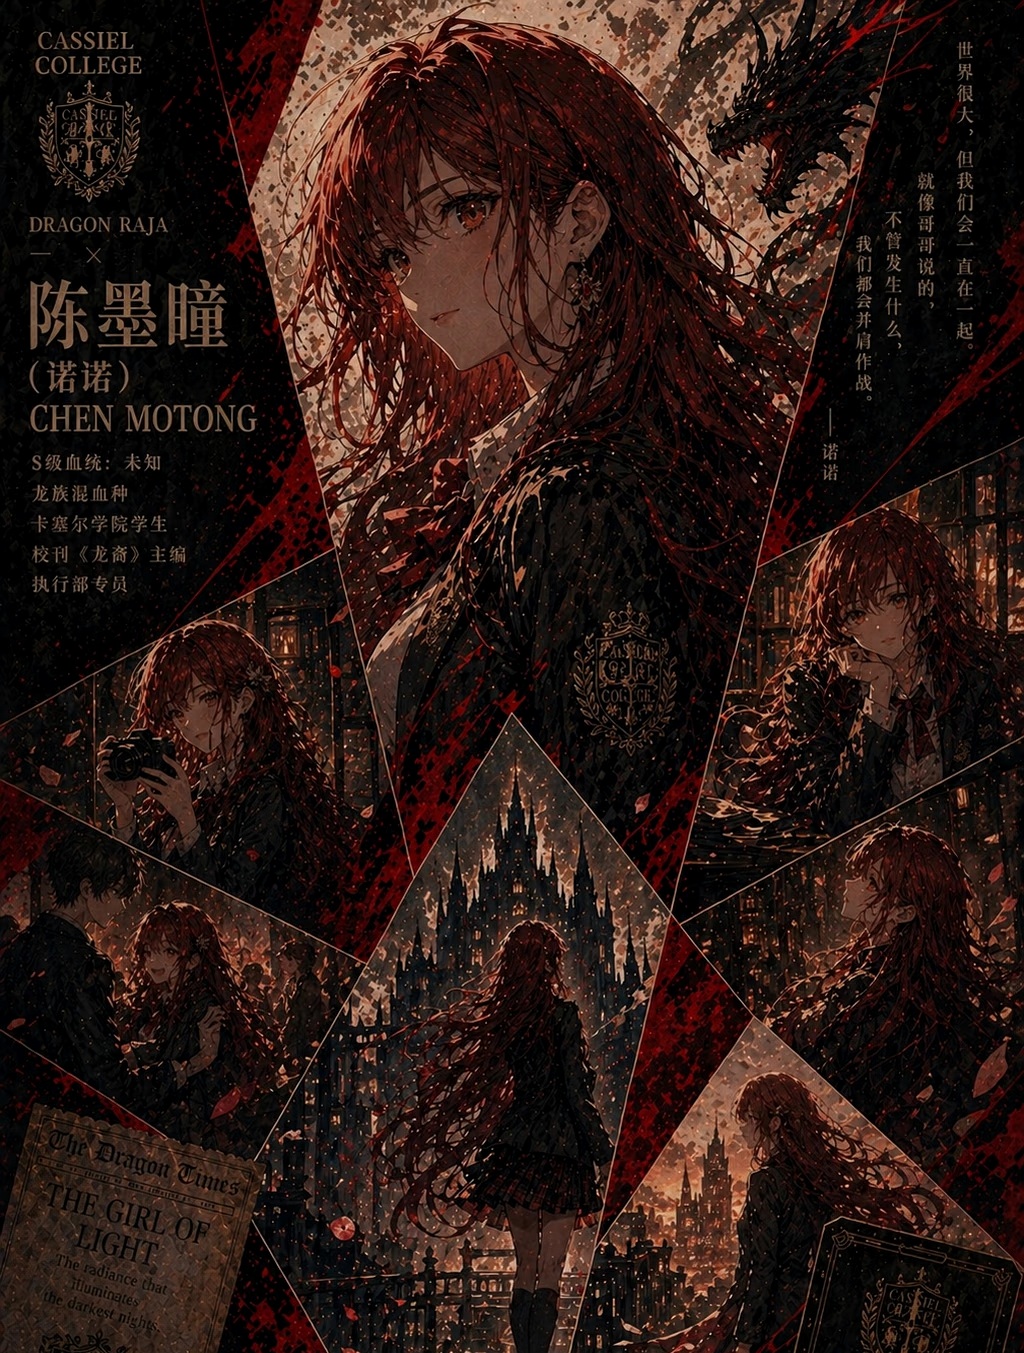 CASSIEL
COLLEGE
CASSIEL
DRAGON RAJA
— ×
陈墨瞳
（诺诺）
CHEN MOTONG
S级血统：未知
龙族混血种
卡塞尔学院学生
校刊《龙裔》主编
执行部专员
世界很大，但我们会一直在一起。
就像哥哥说的，
不管发生什么，
我们都会并肩作战。
——诺诺
COLLEGE
The Dragon Times
THE GIRL OF
LIGHT
The radiance that
illuminates
the darkest nights.
CASSIEL